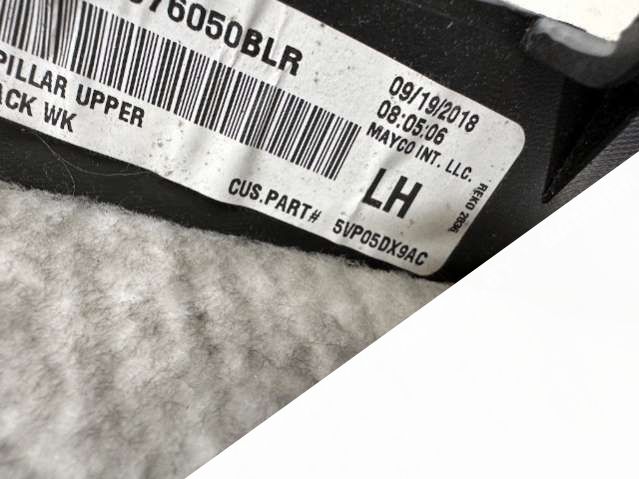 76050BLR
PILLAR UPPER
ACK WK
09/19/2018
08:05:06
MAYCO INT. LLC.
LH
CUS.PART# 5VP05DX9AC